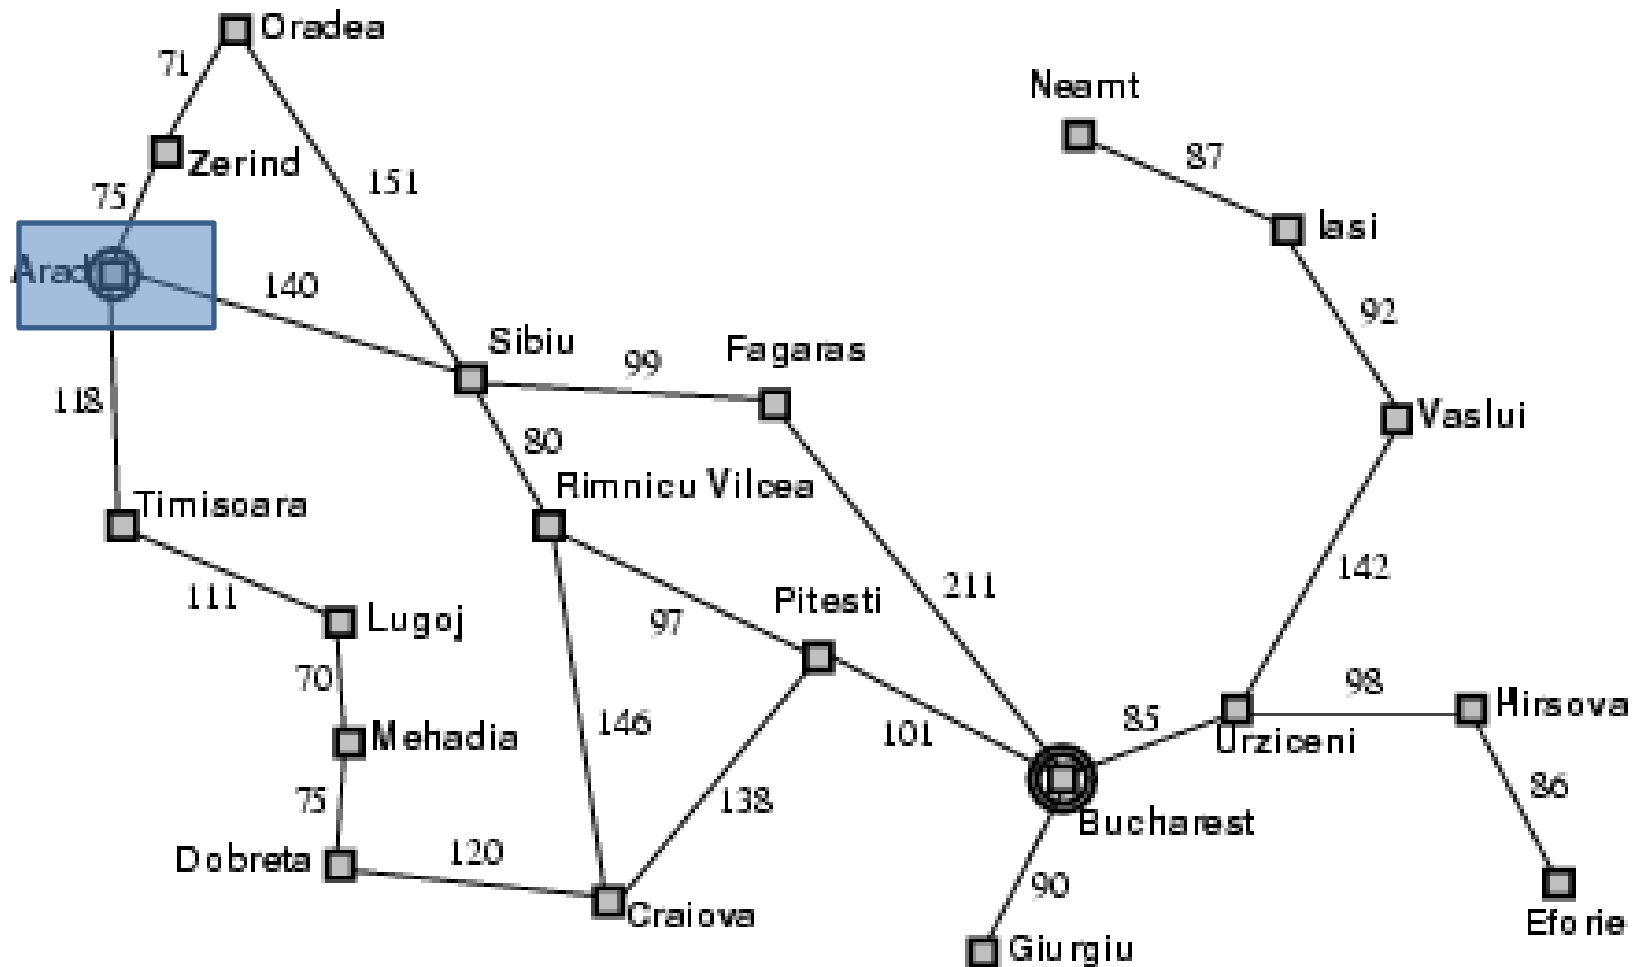 Oradea
71
Neamt
87
Zerind
151
75
Iasi
Arad
140
92
Sibiu
Fagaras
99
118
Vaslui
80
Rimnicu Vilcea
Timisoara
142
211
111
Pitesti
Lugoj
97
70
98
Hirsova
146
85
Mehadia
101
Urziceni
86
75
138
Bucharest
Dobreta
120
90
Craiova
Eforie
Giurgiu